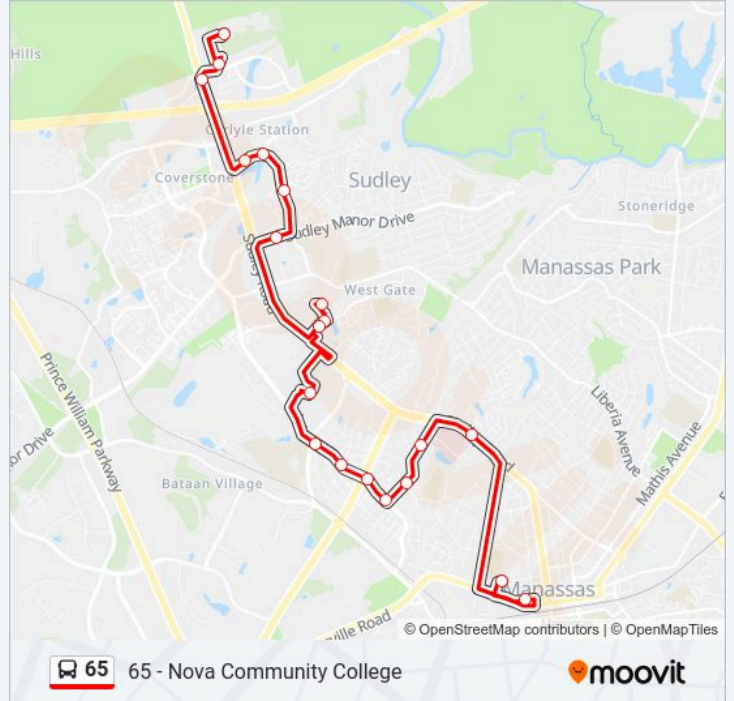 Hills
Carlyle Station
Coverstone
Sudley
Stoneridge
Sudley Manor Drive
Manassas Park
Sudley Road
West Gate
Prince William Parkway
Liberia Avenue
Mathis Avenue
or Drive
Bataan Village
d
Manassas
ville Road
© OpenStreetMap contributors | © OpenMapTiles
65 65 - Nova Community College
moovit